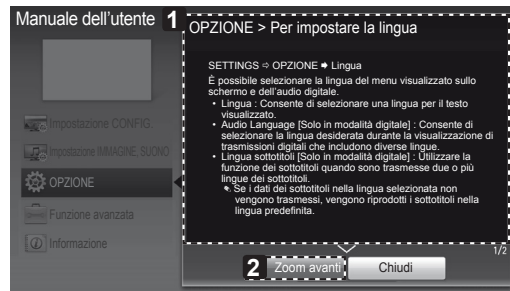 Manuale dell'utente
1
OPZIONE > Per impostare la lingua
SETTINGS ⇨ OPZIONE ➡ Lingua
È possibile selezionare la lingua del menu visualizzato sullo
schermo e dell'audio digitale.
• Lingua : Consente di selezionare una lingua per il testo
visualizzato.
• Audio Language [Solo in modalità digitale] : Consente di
selezionare la lingua desiderata durante la visualizzazione di
trasmissioni digitali che includono diverse lingue.
• Lingua sottotitoli [Solo in modalità digitale] : Utilizzare la
funzione dei sottotitoli quando sono trasmesse due o più
lingue dei sottotitoli.
Se i dati dei sottotitoli nella lingua selezionata non
vengono trasmessi, vengono riprodotti i sottotitoli nella
lingua predefinita.
Impostazione CONFIG.
Impostazione IMMAGINE, SUONO
OPZIONE
Funzione avanzata
Informazione
1/2
2
Zoom avanti
Chiudi